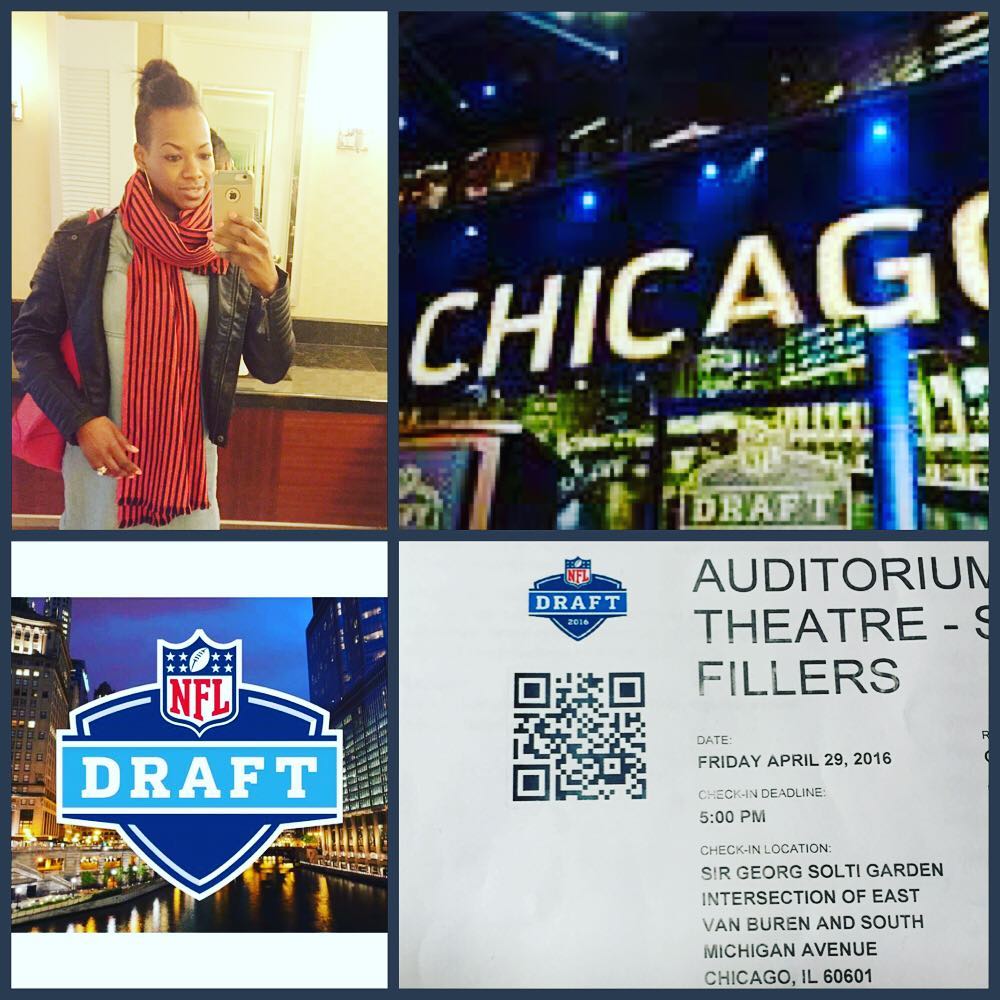 CHICAGO
DRAFT
NFL
DRAFT
NFL
DRAFT
2016
AUDITORIUM
THEATRE - S
FILLERS
DATE:
FRIDAY APRIL 29, 2016
CHECK-IN DEADLINE:
5:00 PM
CHECK-IN LOCATION:
SIR GEORG SOLTI GARDEN
INTERSECTION OF EAST
VAN BUREN AND SOUTH
MICHIGAN AVENUE
CHICAGO, IL 60601